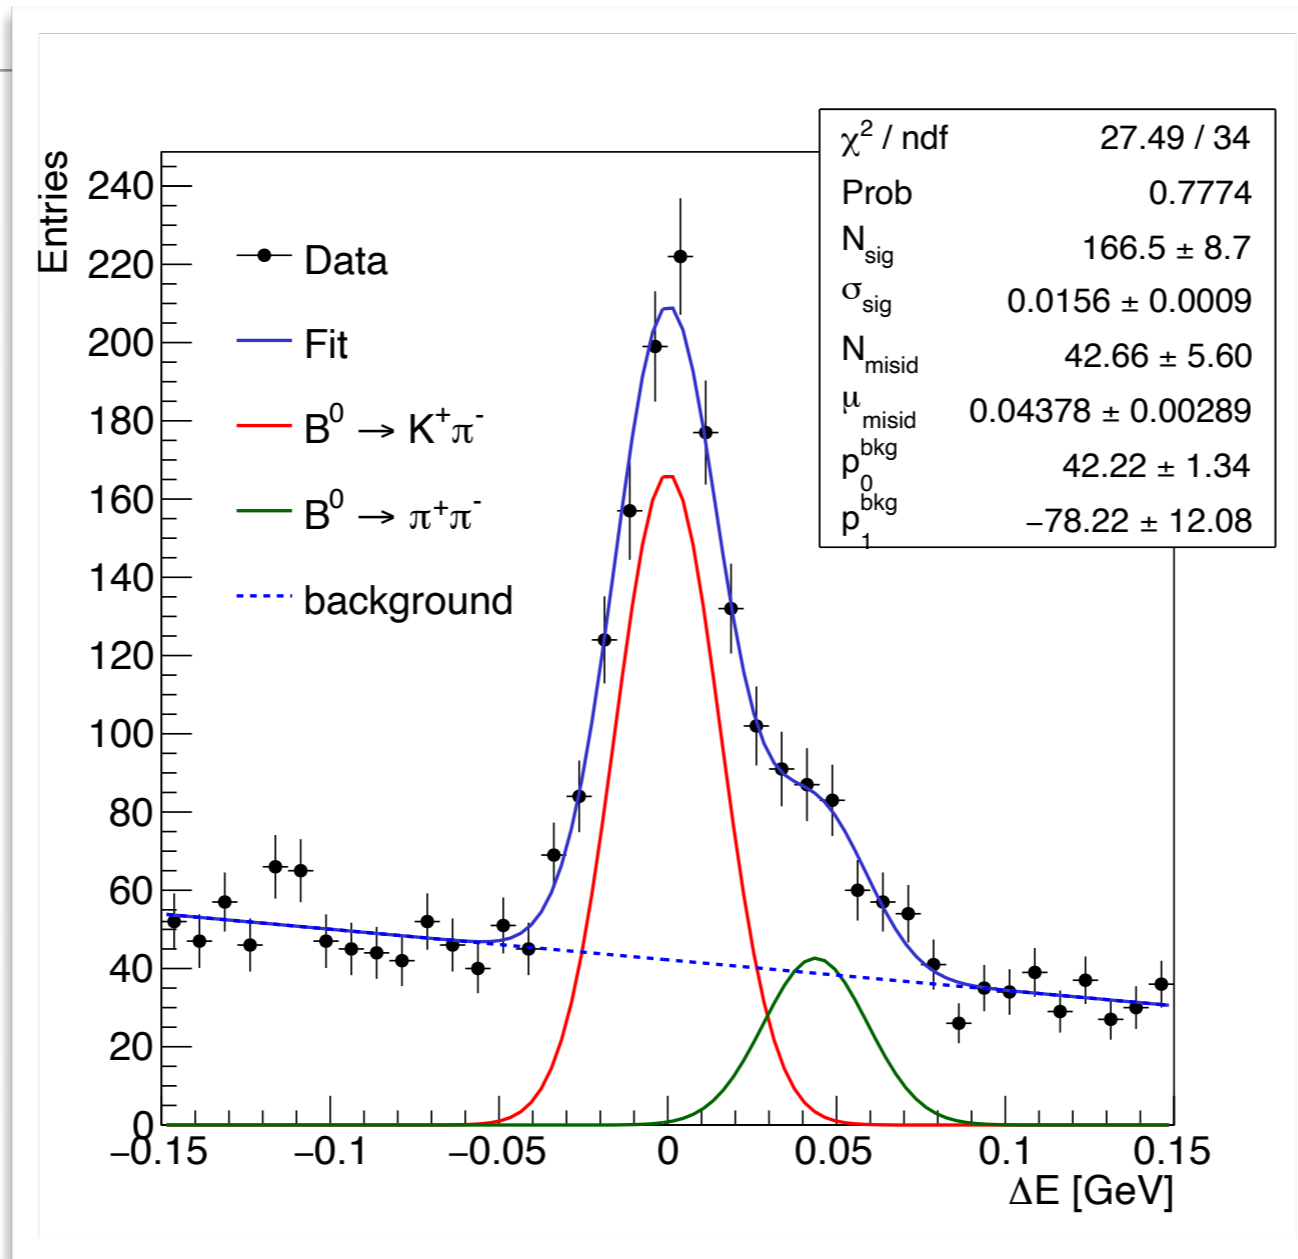 Entries
240
220
200
180
160
140
120
100
80
60
40
20
0
Data
Fit
B⁰ → K⁺π⁻
B⁰ → π⁺π⁻
background
χ² / ndf 27.49 / 34
Prob 0.7774
N_sig 166.5 ± 8.7
σ_sig 0.0156 ± 0.0009
N_misid 42.66 ± 5.60
μ_misid 0.04378 ± 0.00289
p_0^bkg 42.22 ± 1.34
p_1^bkg −78.22 ± 12.08
−0.15 −0.1 −0.05 0 0.05 0.1 0.15
ΔE [GeV]